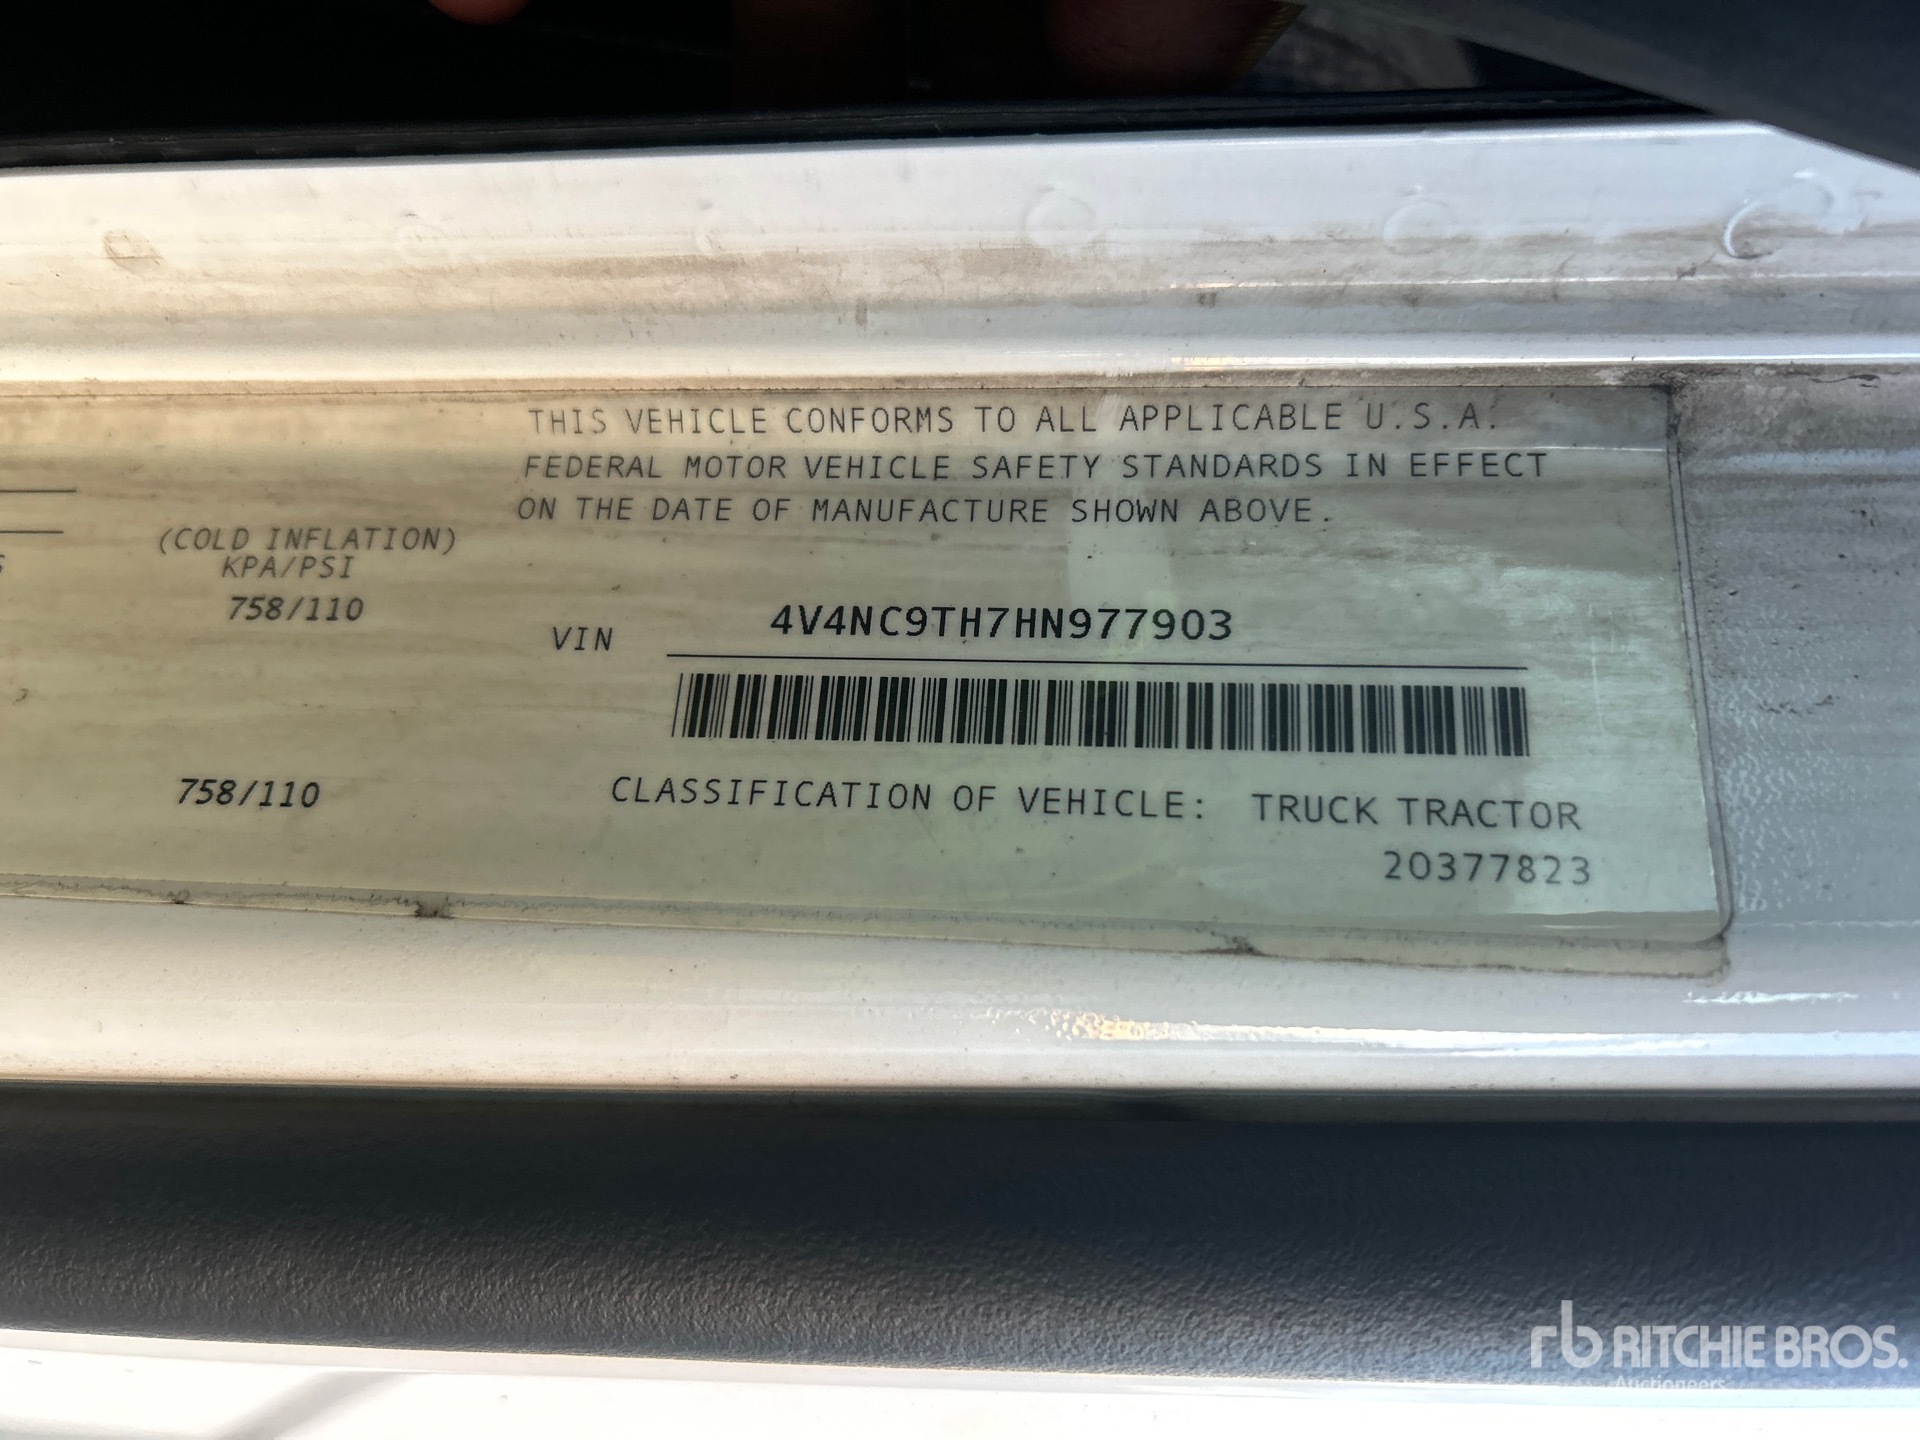 THIS VEHICLE CONFORMS TO ALL APPLICABLE U.S.A.
FEDERAL MOTOR VEHICLE SAFETY STANDARDS IN EFFECT
ON THE DATE OF MANUFACTURE SHOWN ABOVE.
(COLD INFLATION)
KPA/PSI
758/110
VIN 4V4NC9TH7HN977903
758/110
CLASSIFICATION OF VEHICLE: TRUCK TRACTOR
20377823
rb RITCHIE BROS.
Auctioneers